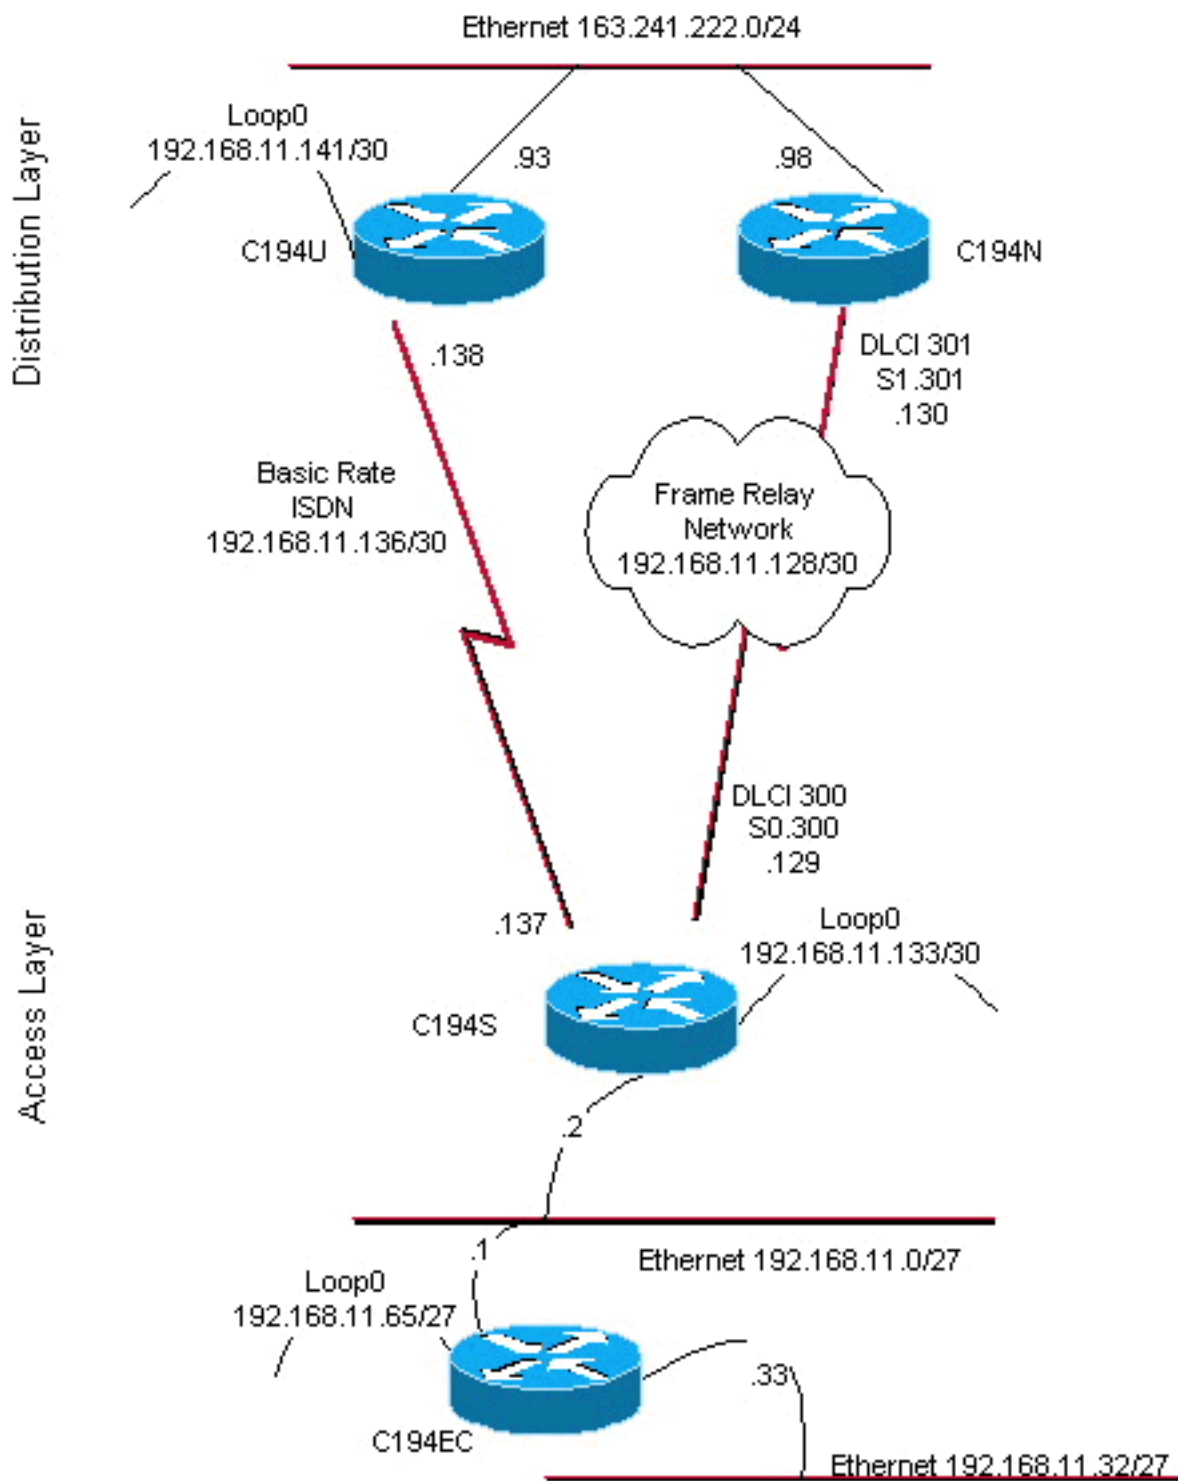 Ethernet 163.241.222.0/24
Distribution Layer
Loop0
192.168.11.141/30
.93
.98
C194U
C194N
.138
DLCI 301
S1.301
.130
Basic Rate
ISDN
192.168.11.136/30
Frame Relay
Network
192.168.11.128/30
DLCI 300
S0.300
.129
Access Layer
.137
Loop0
192.168.11.133/30
C194S
.2
.1
Ethernet 192.168.11.0/27
Loop0
192.168.11.65/27
.33
C194EC
Ethernet 192.168.11.32/27